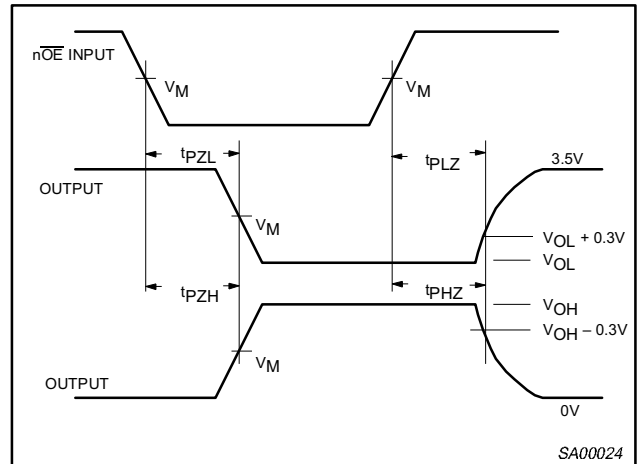 nOE INPUT
VM
VM
tPZL
tPLZ
3.5V
OUTPUT
VM
VOL + 0.3V
VOL
tPZH
tPHZ
VOH
VOH – 0.3V
VM
OUTPUT
0V
SA00024